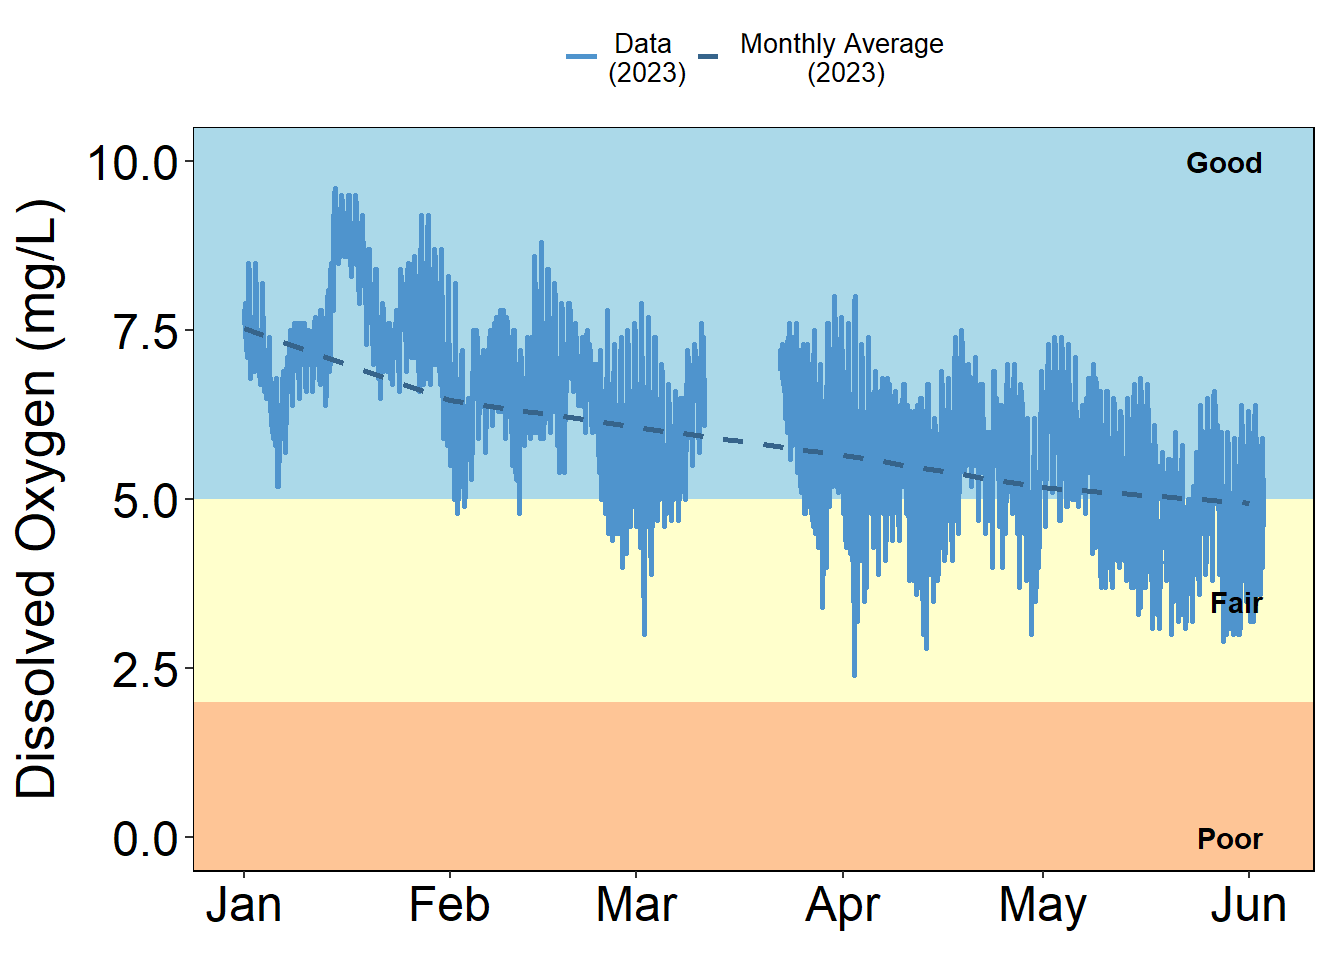 Data
(2023)
Monthly Average
(2023)
Dissolved Oxygen (mg/L)
10.0
7.5
5.0
2.5
0.0
Good
Fair
Poor
Jan Feb Mar Apr May Jun